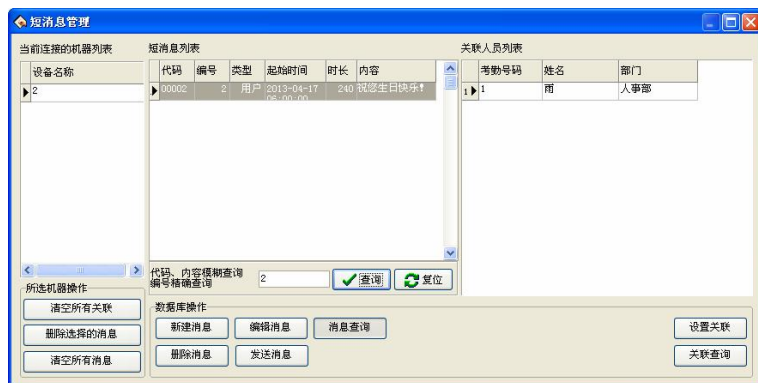 短消息管理
当前连接的机器列表
设备名称
2
短消息列表
代码 编号 类型 起始时间 时长 内容
00002 2 用户 2013-04-17 06:00:00 240 祝您生日快乐!
关联人员列表
考勤号码 姓名 部门
1 1 雨 人事部
代码、内容模糊查询
编号精确查询
2
查询
复位
所选机器操作
清空所有关联
删除选择的消息
清空所有消息
数据库操作
新建消息 编辑消息 消息查询 设置关联
删除消息 发送消息 关联查询